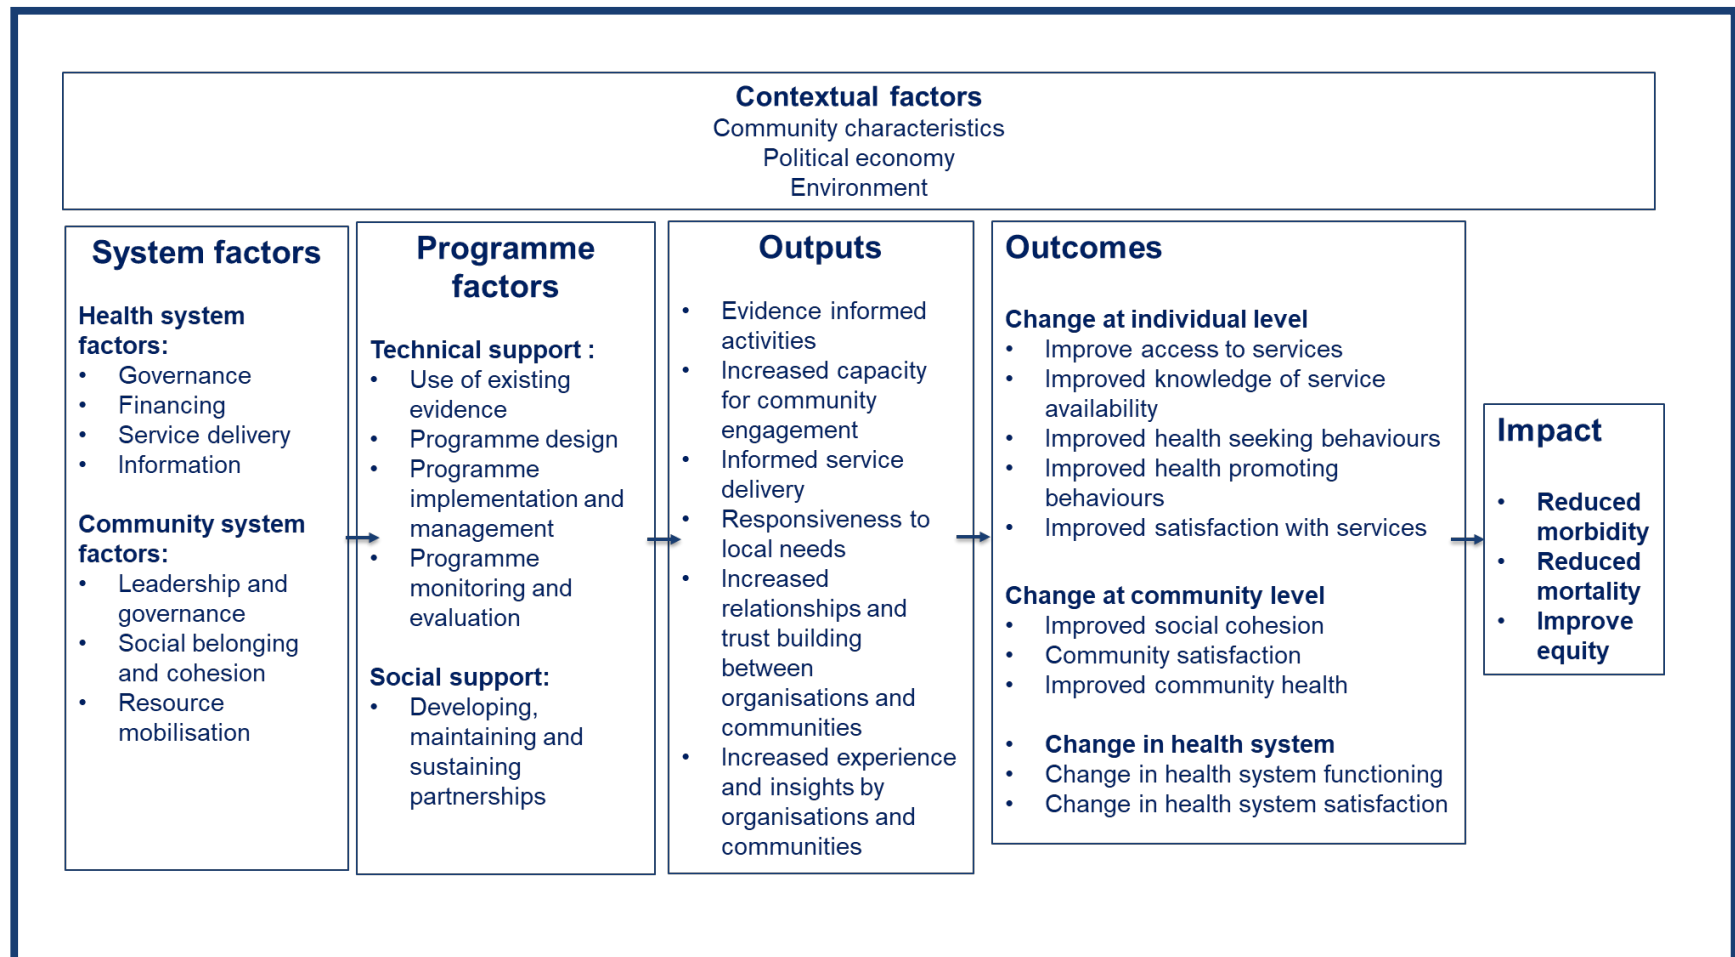 Contextual factors
Community characteristics
Political economy
Environment
System factors
Health system
factors:
• Governance
• Financing
• Service delivery
• Information
Community system
factors:
• Leadership and
governance
• Social belonging
and cohesion
• Resource
mobilisation
Programme
factors
Technical support :
• Use of existing
evidence
• Programme design
• Programme
implementation and
management
• Programme
monitoring and
evaluation
Social support:
• Developing,
maintaining and
sustaining
partnerships
Outputs
• Evidence informed
activities
• Increased capacity
for community
engagement
• Informed service
delivery
• Responsiveness to
local needs
• Increased
relationships and
trust building
between
organisations and
communities
• Increased experience
and insights by
organisations and
communities
Outcomes
Change at individual level
• Improve access to services
• Improved knowledge of service
availability
• Improved health seeking behaviours
• Improved health promoting
behaviours
• Improved satisfaction with services
Change at community level
• Improved social cohesion
• Community satisfaction
• Improved community health
• Change in health system
• Change in health system functioning
• Change in health system satisfaction
Impact
• Reduced
morbidity
• Reduced
mortality
• Improve
equity